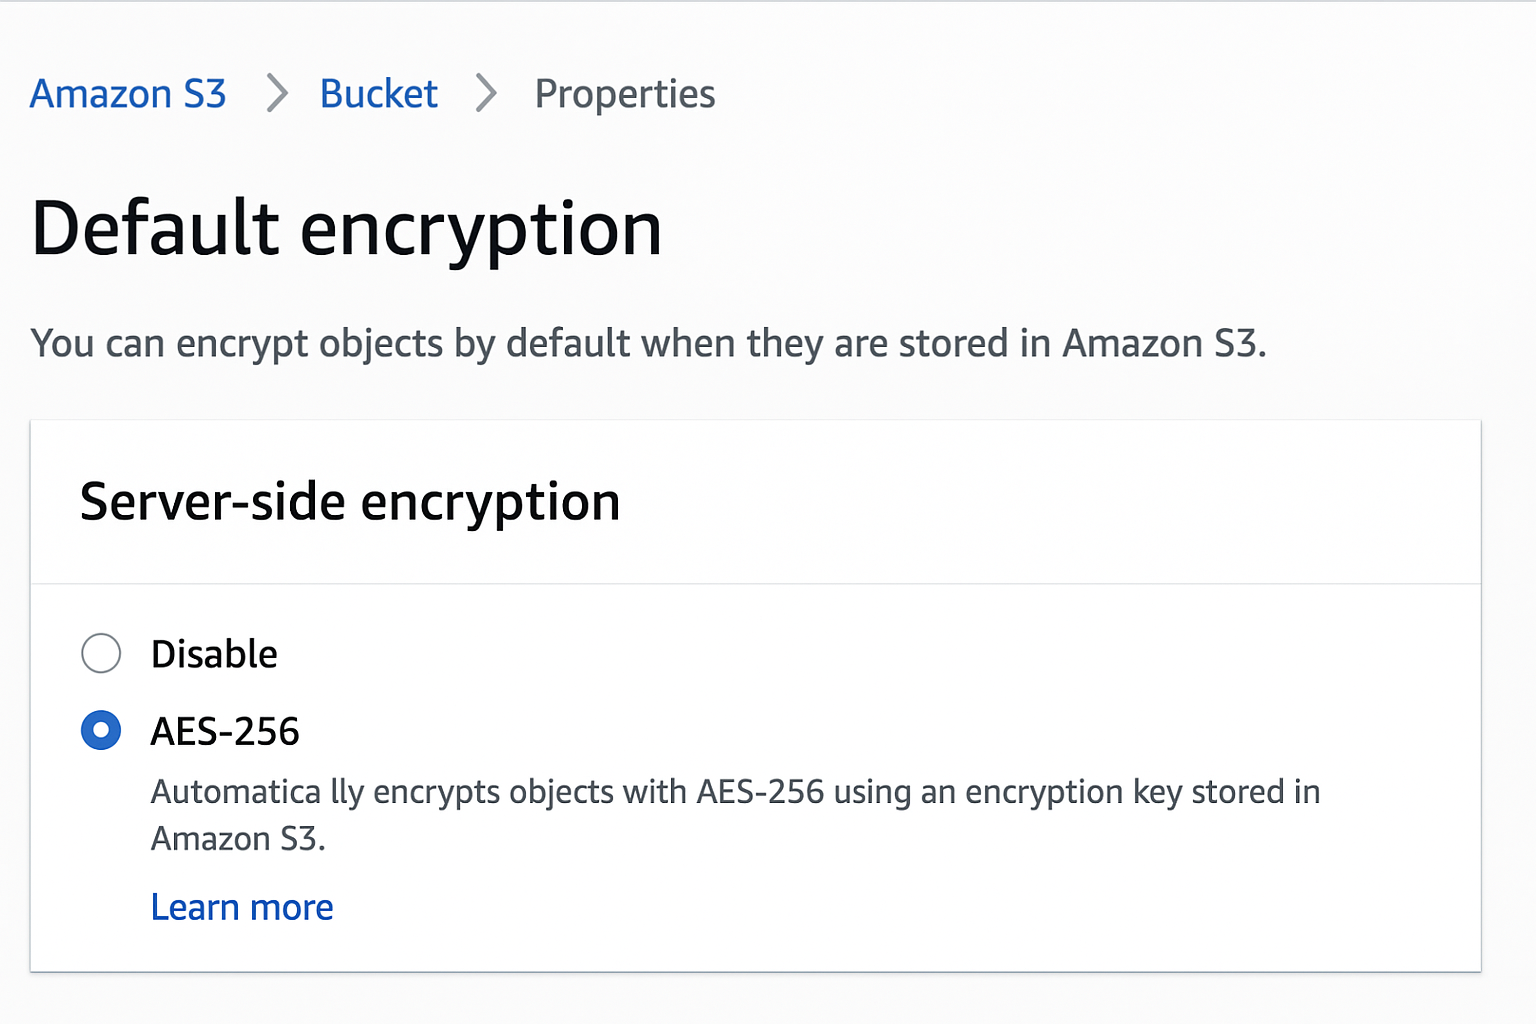 Amazon S3 > Bucket > Properties
Default encryption
You can encrypt objects by default when they are stored in Amazon S3.
Server-side encryption
Disable
AES-256
Automatica lly encrypts objects with AES-256 using an encryption key stored in
Amazon S3.
Learn more